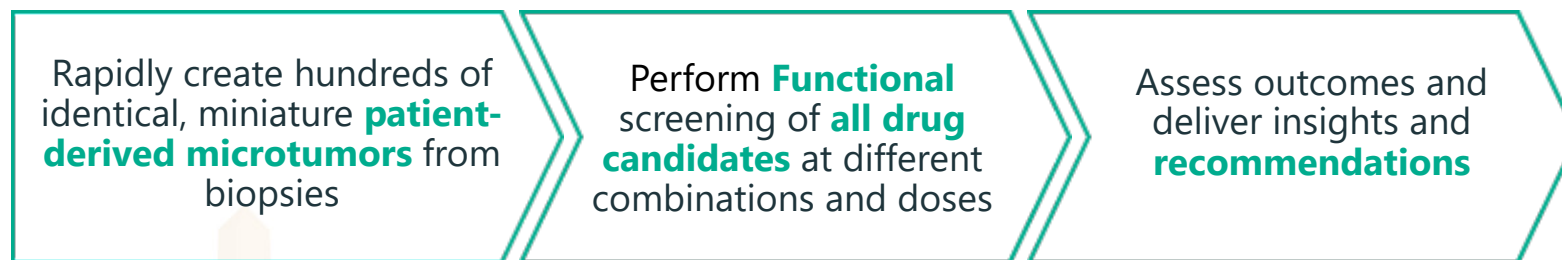 Rapidly create hundreds of
identical, miniature patient-
derived microtumors from
biopsies
Perform Functional
screening of all drug
candidates at different
combinations and doses
Assess outcomes and
deliver insights and
recommendations